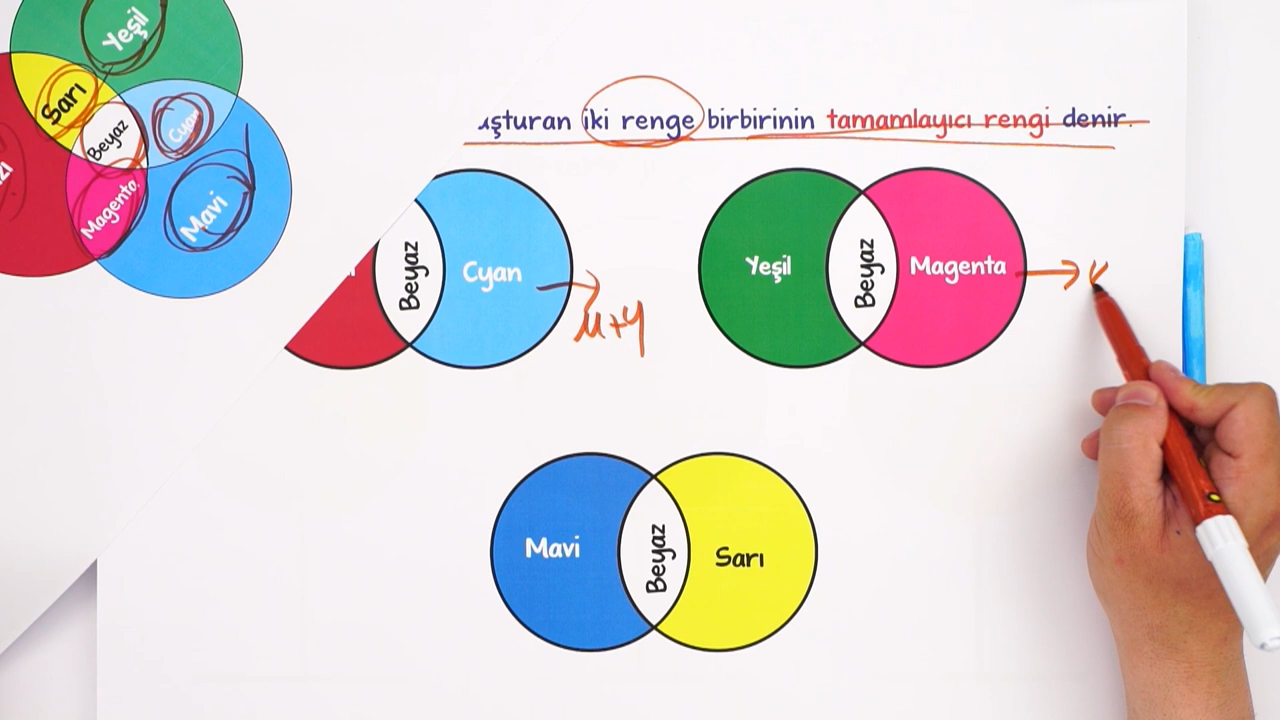 Yeşil
Sarı
Cyan
Beyaz
Magenta
Mavi
zı
uşturan iki renge birbirinin tamamlayıcı rengi denir.
Beyaz
Cyan
M+Y
Yeşil
Beyaz
Magenta
Mavi
Beyaz
Sarı